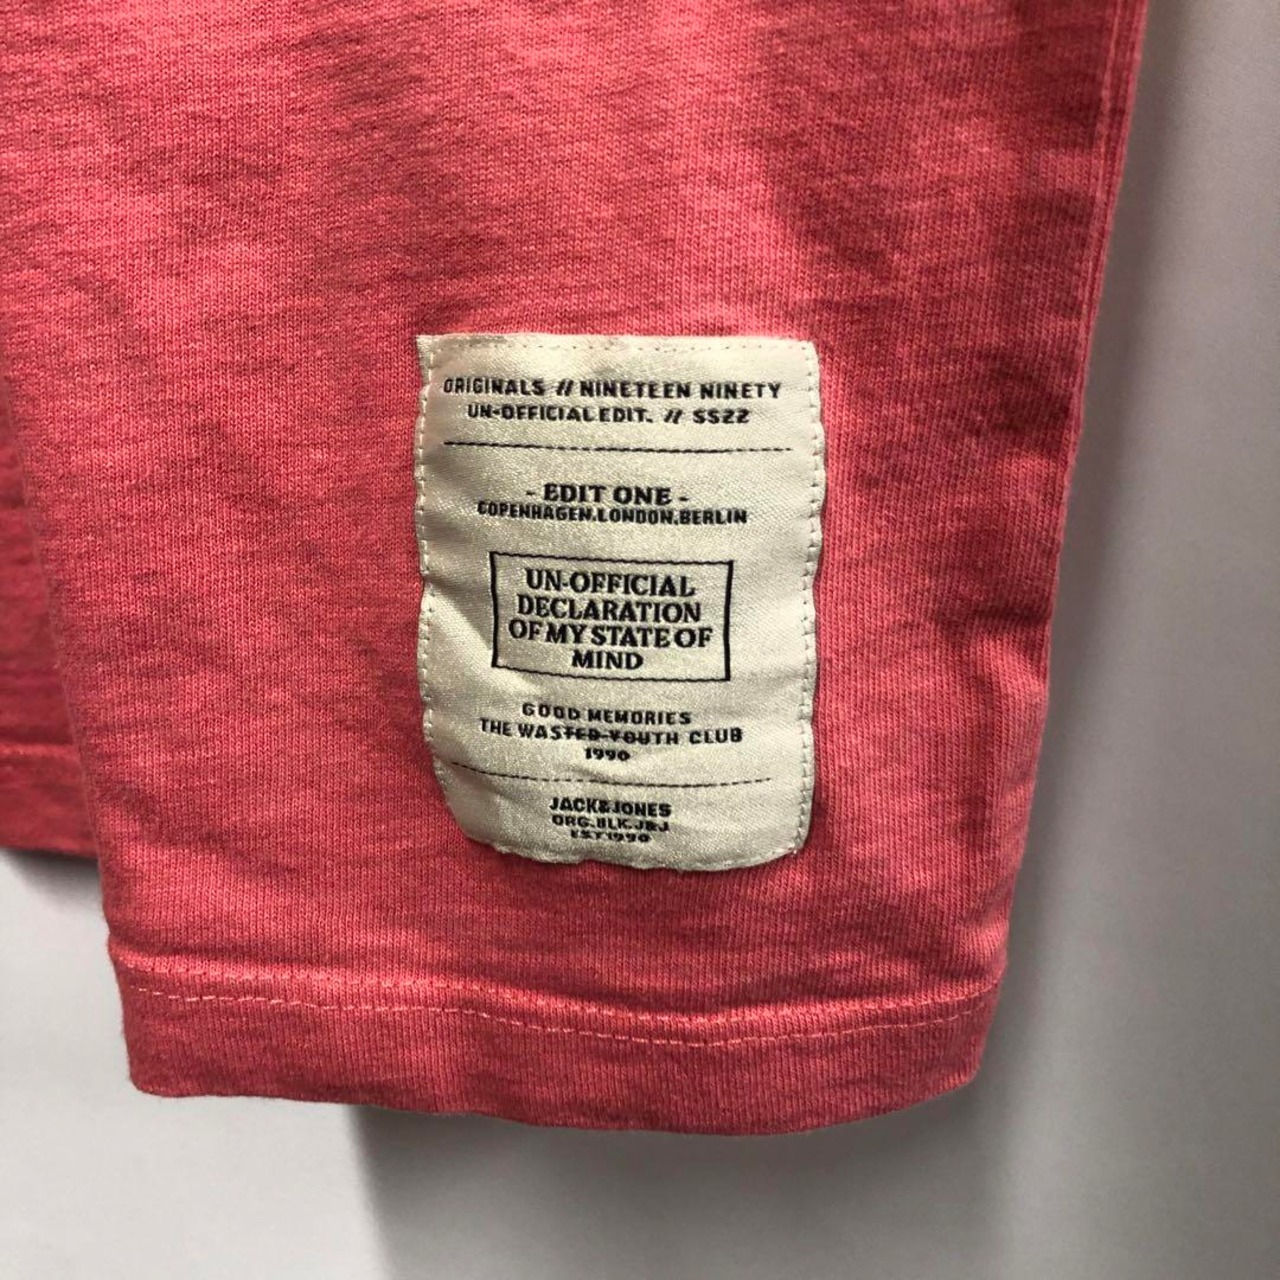 ORIGINALS // NINETEEN NINETY
UN-OFFICIAL EDIT. // SS22
- EDIT ONE -
COPENHAGEN.LONDON.BERLIN
UN-OFFICIAL
DECLARATION
OF MY STATE OF
MIND
GOOD MEMORIES
THE WASTED YOUTH CLUB
1990
JACK&JONES
ORG.BLK.J&J
EST 1990